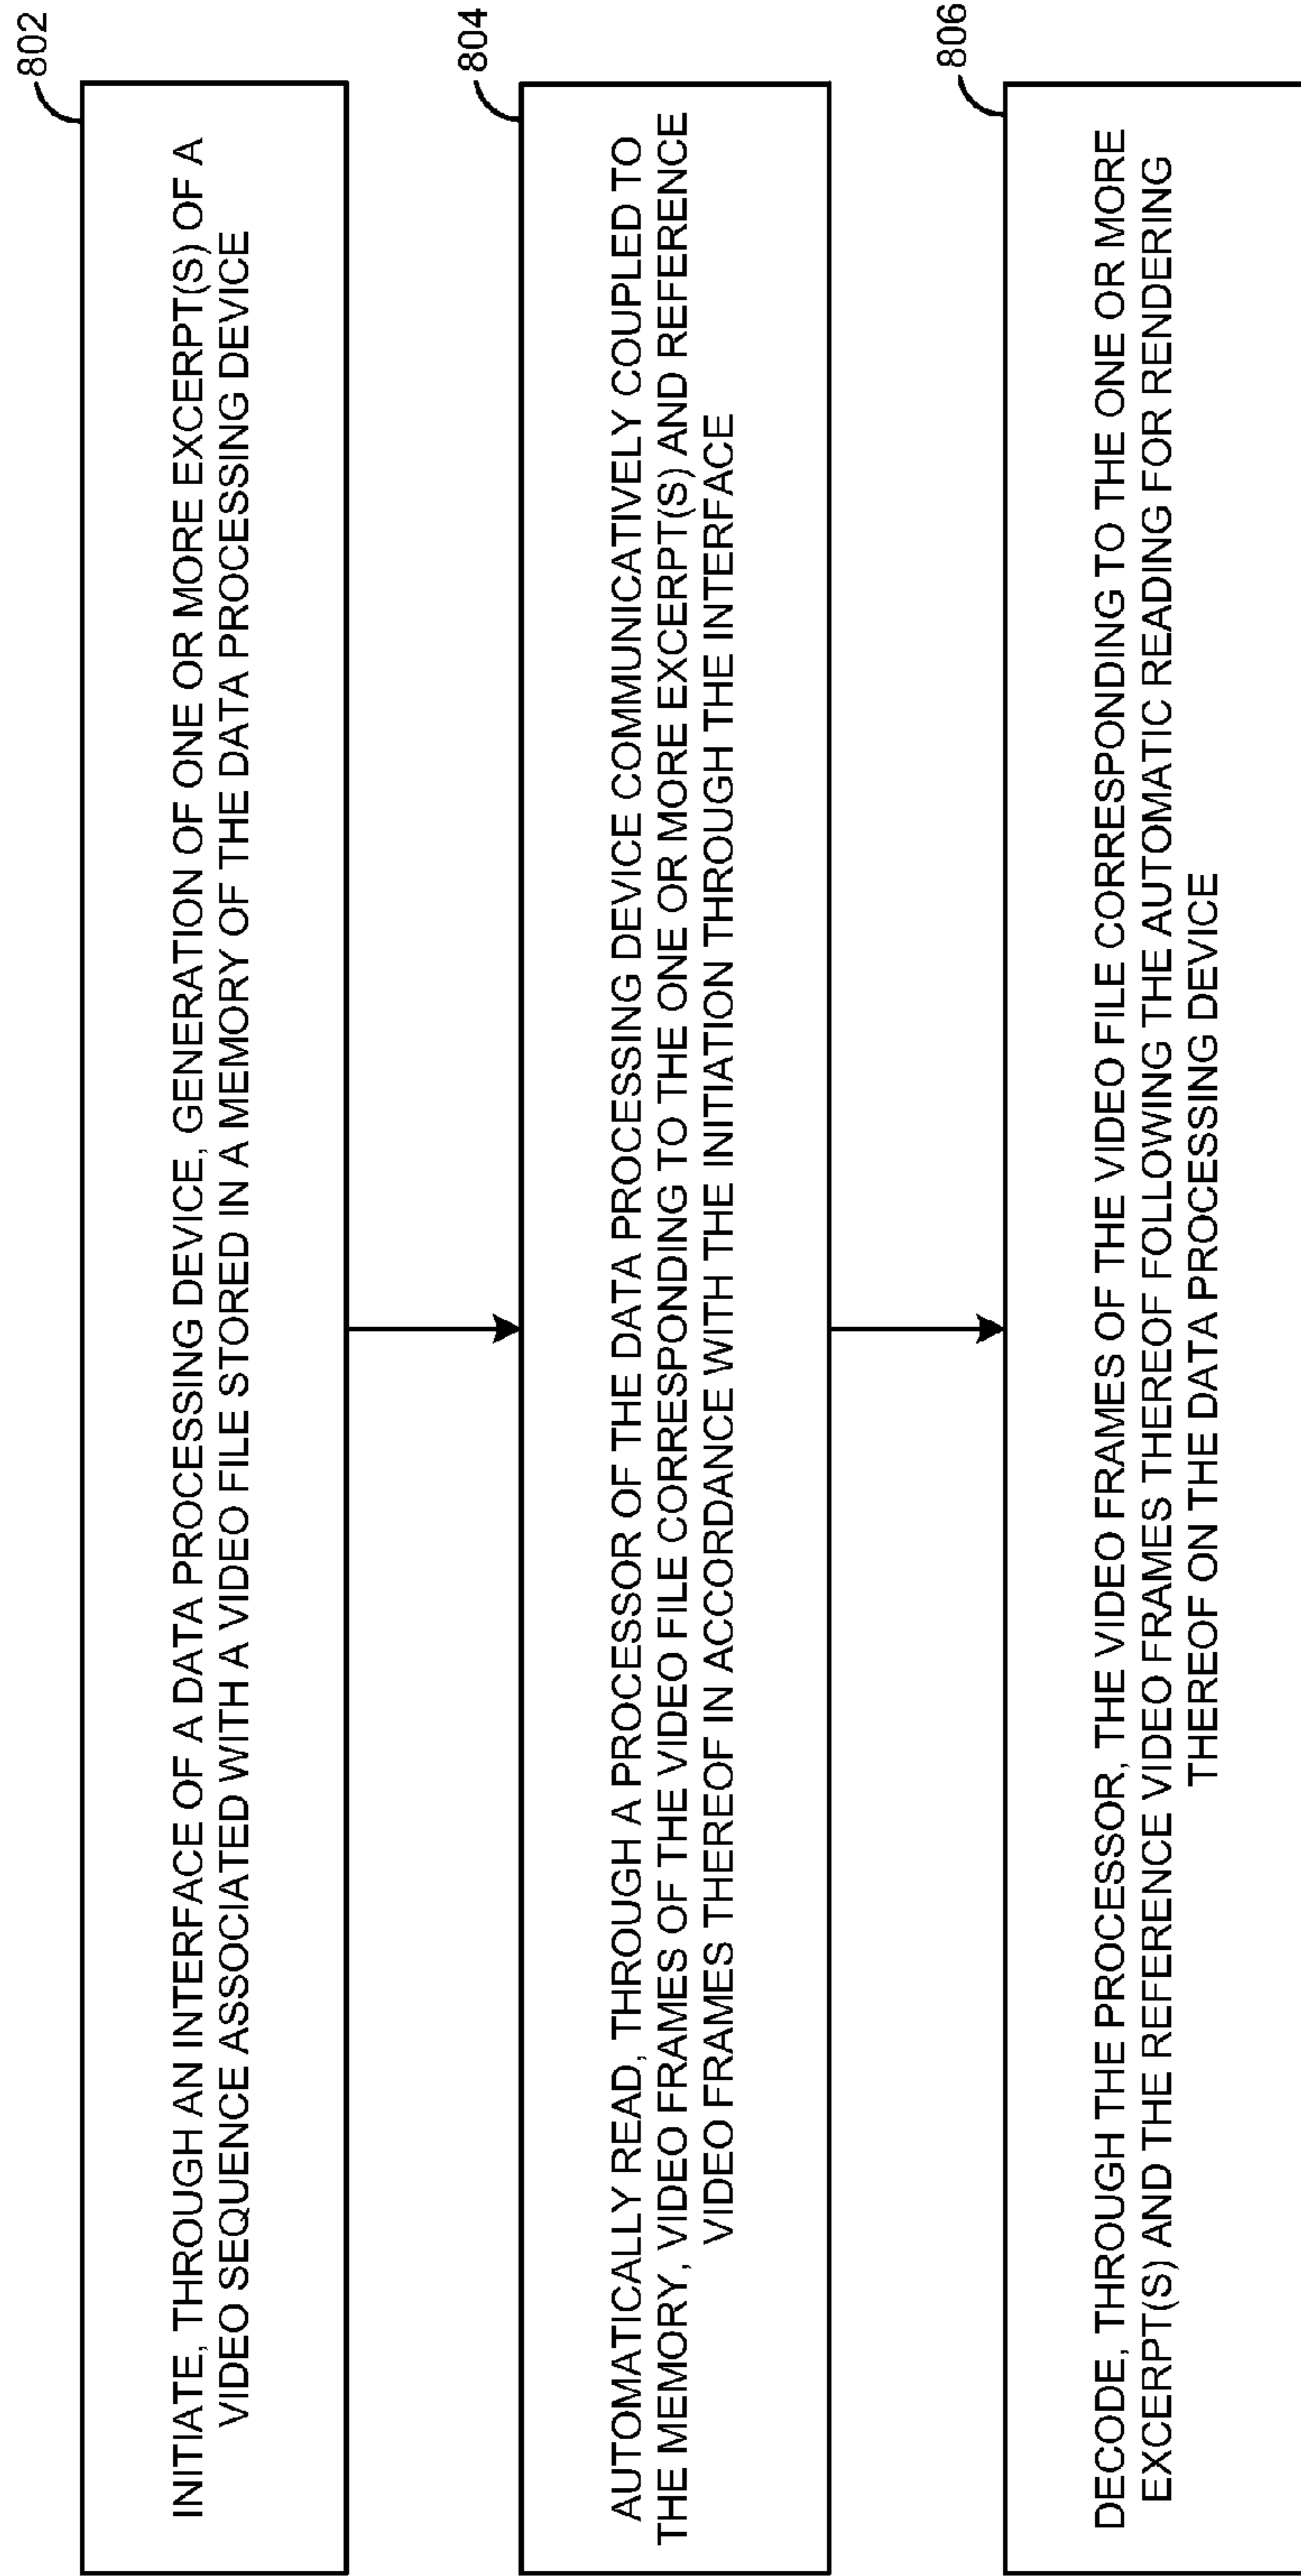 802
INITIATE, THROUGH AN INTERFACE OF A DATA PROCESSING DEVICE, GENERATION OF ONE OR MORE EXCERPT(S) OF A
VIDEO SEQUENCE ASSOCIATED WITH A VIDEO FILE STORED IN A MEMORY OF THE DATA PROCESSING DEVICE
804
AUTOMATICALLY READ, THROUGH A PROCESSOR OF THE DATA PROCESSING DEVICE COMMUNICATIVELY COUPLED TO
THE MEMORY, VIDEO FRAMES OF THE VIDEO FILE CORRESPONDING TO THE ONE OR MORE EXCERPT(S) AND REFERENCE
VIDEO FRAMES THEREOF IN ACCORDANCE WITH THE INITIATION THROUGH THE INTERFACE
806
DECODE, THROUGH THE PROCESSOR, THE VIDEO FRAMES OF THE VIDEO FILE CORRESPONDING TO THE ONE OR MORE
EXCERPT(S) AND THE REFERENCE VIDEO FRAMES THEREOF FOLLOWING THE AUTOMATIC READING FOR RENDERING
THEREOF ON THE DATA PROCESSING DEVICE